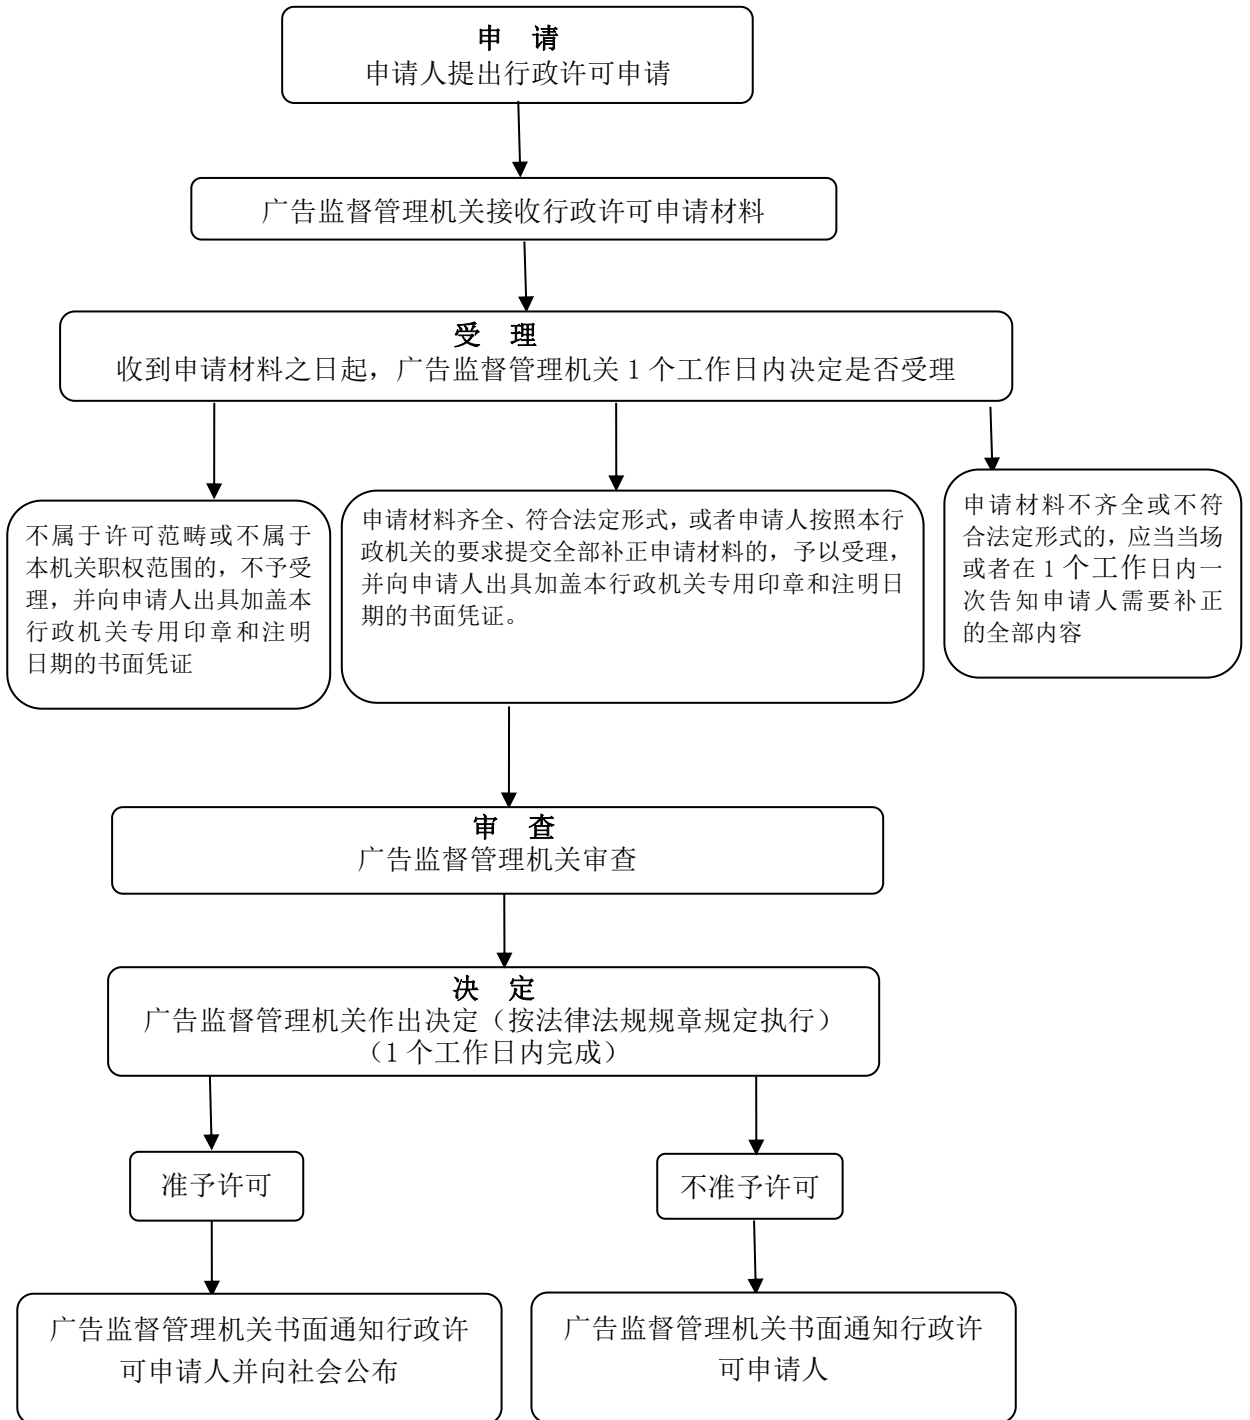 申 请
申请人提出行政许可申请
广告监督管理机关接收行政许可申请材料
受 理
收到申请材料之日起，广告监督管理机关 1 个工作日内决定是否受理
不属于许可范畴或不属于
本机关职权范围的，不予受
理，并向申请人出具加盖本
行政机关专用印章和注明
日期的书面凭证
申请材料齐全、符合法定形式，或者申请人按照本行
政机关的要求提交全部补正申请材料的，予以受理，
并向申请人出具加盖本行政机关专用印章和注明日
期的书面凭证。
申请材料不齐全或不符
合法定形式的，应当当场
或者在 1 个工作日内一
次告知申请人需要补正
的全部内容
审 查
广告监督管理机关审查
决 定
广告监督管理机关作出决定（按法律法规规章规定执行）
（1 个工作日内完成）
准予许可
不准予许可
广告监督管理机关书面通知行政许
可申请人并向社会公布
广告监督管理机关书面通知行政许
可申请人